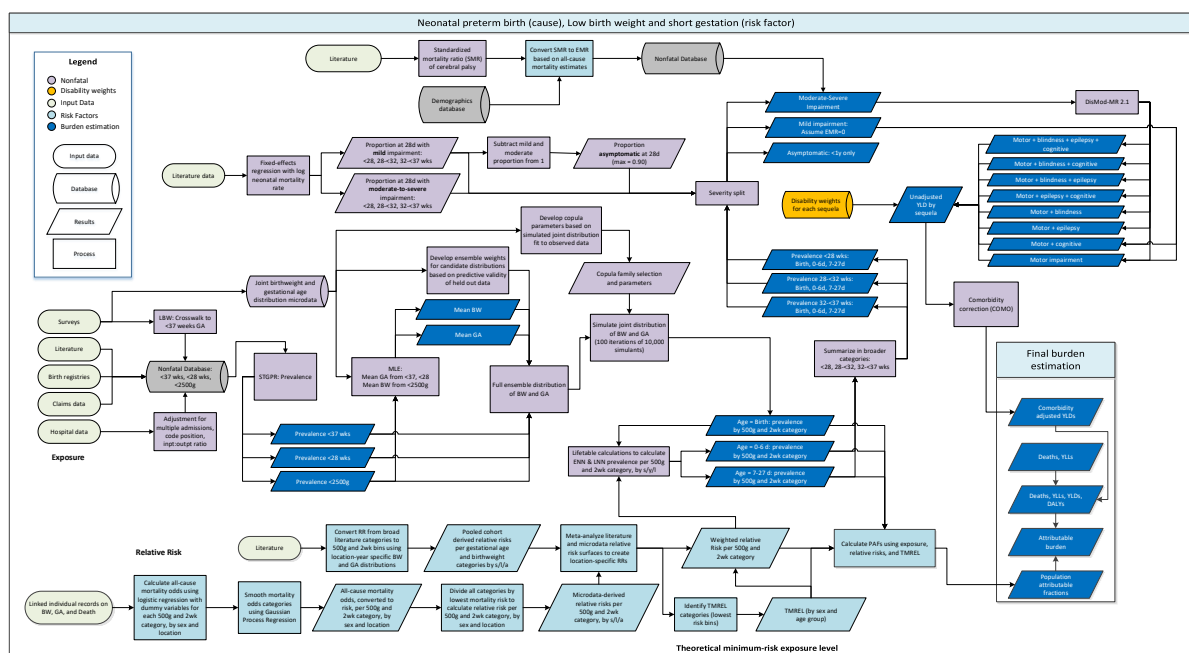 Neonatal preterm birth (cause), Low birth weight and short gestation (risk factor)
Legend
Nonfatal
Disability weights
Input Data
Risk Factors
Burden estimation
Input data
Database
Results
Process
Literature
Standardized
mortality ratio (SMR)
of cerebral palsy
Convert SMR to EMR
based on all-cause
mortality estimates
Nonfatal Database
Demographics
database
Literature data
Fixed-effects
regression with log
neonatal mortality
rate
Proportion at 28d with
mild impairment:
<28, 28-<32, 32-<37 wks
Proportion at 28d with
moderate-to-severe
impairment:
<28, 28-<32, 32-<37 wks
Subtract mild and
moderate
proportion from 1
Proportion
asymptomatic at 28d
(max = 0.90)
Severity split
Moderate-Severe
Impairment
Mild impairment:
Assume EMR=0
Asymptomatic: <1y only
DisMod-MR 2.1
Motor + blindness + epilepsy +
cognitive
Motor + blindness + cognitive
Motor + blindness + epilepsy
Motor + epilepsy + cognitive
Motor + blindness
Motor + epilepsy
Motor + cognitive
Motor impairment
Disability weights
for each sequela
Unadjusted
YLD by
sequela
Comorbidity
correction (COMO)
Prevalence <28 wks:
Birth, 0-6d, 7-27d
Prevalence 28-<32 wks:
Birth, 0-6d, 7-27d
Prevalence 32-<37 wks:
Birth, 0-6d, 7-27d
Summarize in broader
categories:
<28, 28-<32, 32-<37 wks
Develop copula
parameters based on
simulated joint distribution
fit to observed data
Develop ensemble weights
for candidate distributions
based on predictive validity
of held out data
Copula family selection
and parameters
Joint birthweight and
gestational age
distribution microdata
Surveys
Literature
Birth registries
Claims data
Hospital data
Exposure
LBW: Crosswalk to
<37 weeks GA
Nonfatal Database:
<37 wks, <28 wks,
<2500g
Adjustment for
multiple admissions,
code position,
inpt:outpt ratio
STGPR: Prevalence
Prevalence <37 wks
Prevalence <28 wks
Prevalence <2500g
MLE:
Mean GA from <37, <28
Mean BW from <2500g
Mean BW
Mean GA
Full ensemble distribution
of BW and GA
Simulate joint distribution
of BW and GA
(100 iterations of 10,000
simulants)
Lifetable calculations to calculate
ENN & LNN prevalence per 500g
and 2wk category, by s/y/l
Age = Birth: prevalence
by 500g and 2wk category
Age = 0-6 d: prevalence
by 500g and 2wk category
Age = 7-27 d: prevalence
by 500g and 2wk category
Final burden
estimation
Comorbidity
adjusted YLDs
Deaths, YLLs
Deaths, YLLs, YLDs,
DALYs
Attributable
burden
Population
attributable
fractions
Relative Risk
Literature
Convert RR from broad
literature categories to
500g and 2wk bins using
location-year specific BW
and GA distributions
Pooled cohort
derived relative risks
per gestational age
and birthweight
categories by s/l/a
Meta-analyze literature
and microdata relative
risk surfaces to create
location-specific RRs
Weighted relative
Risk per 500g and
2wk category
Calculate PAFs using exposure,
relative risks, and TMREL
Linked individual records on
BW, GA, and Death
Calculate all-cause
mortality odds using
logistic regression with
dummy variables for
each 500g and 2wk
category, by sex and
location
Smooth mortality
odds categories
using Gaussian
Process Regression
All-cause mortality
odds, converted to
risk, per 500g and
2wk category, by
sex and location
Divide all categories by
lowest mortality risk to
calculate relative risk per
500g and 2wk category,
by sex and location
Microdata-derived
relative risks per
500g and 2wk
category, by s/l/a
Identify TMREL
categories (lowest
risk bins)
TMREL (by sex and
age group)
Theoretical minimum-risk exposure level